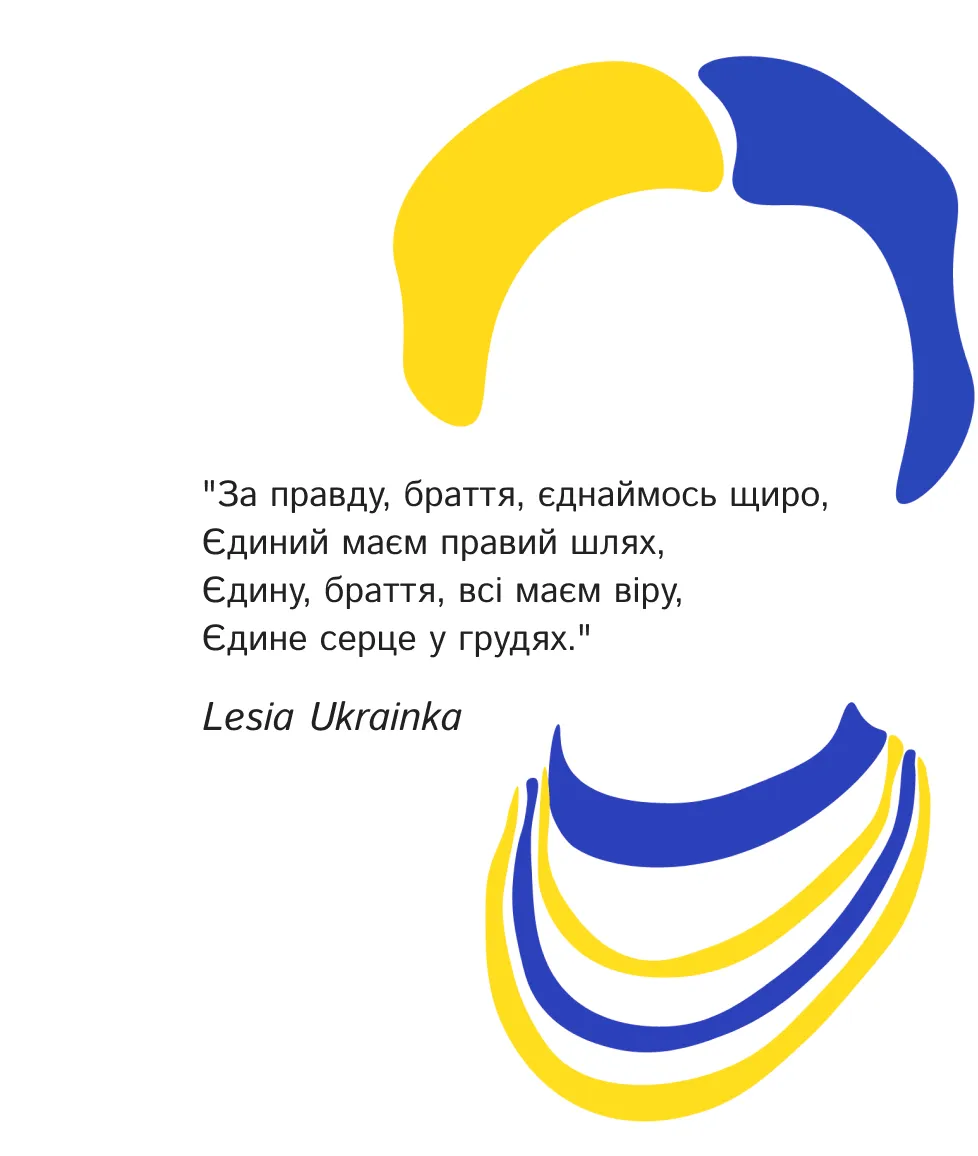 "За правду, браття, єднаймось щиро,
Єдиний маєм правий шлях,
Єдину, браття, всі маєм віру,
Єдине серце у грудях."
Lesia Ukrainka